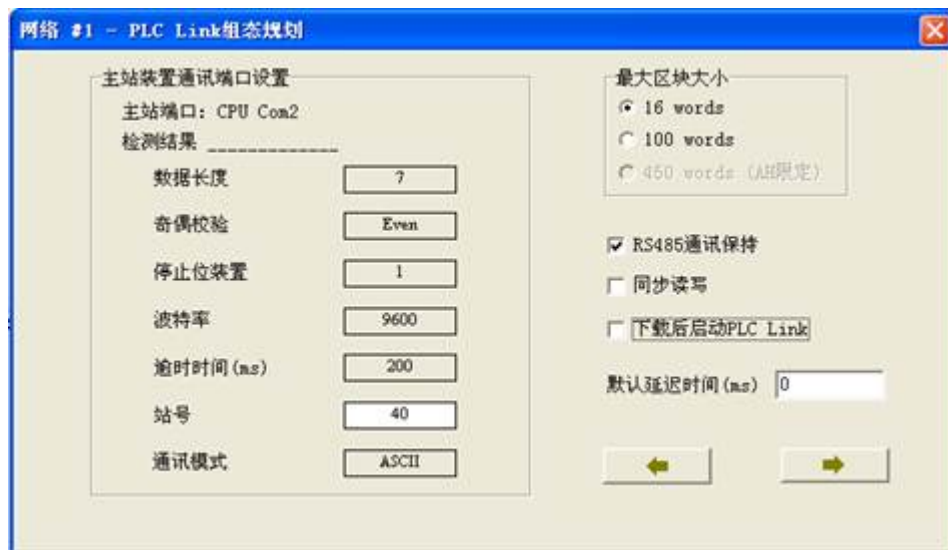 网络 #1 - PLC Link组态规划
主站装置通讯端口设置
主站端口: CPU Com2
检测结果 _____________
数据长度 7
奇偶校验 Even
停止位装置 1
波特率 9600
逾时时间(ms) 200
站号 40
通讯模式 ASCII
最大区块大小
16 words
100 words
450 words (AH限定)
RS485通讯保持
同步读写
下载后启动PLC Link
默认延迟时间(ms) 0